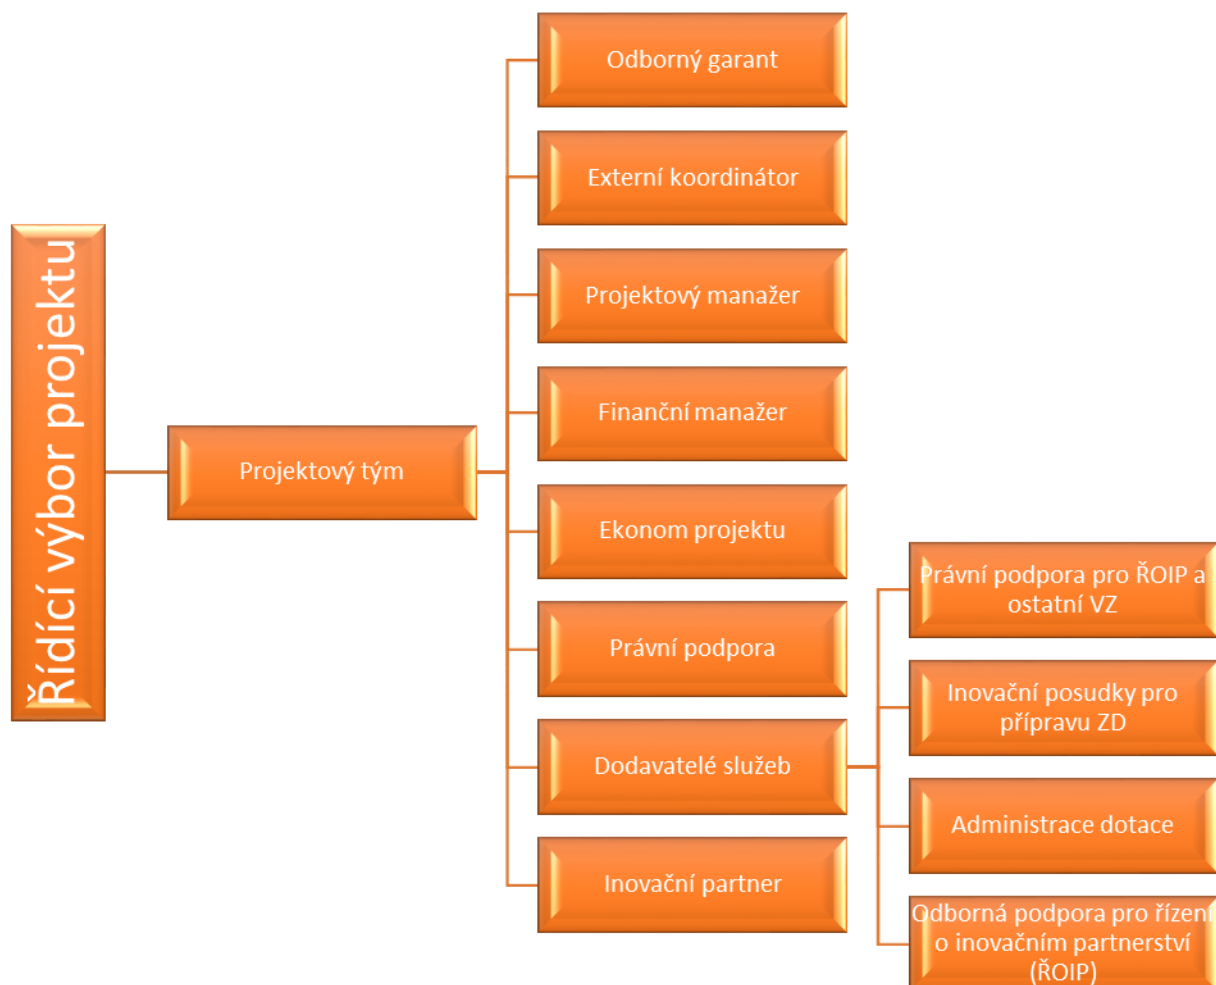 Řídící výbor projektu
Projektový tým
Odborný garant
Externí koordinátor
Projektový manažer
Finanční manažer
Ekonom projektu
Právní podpora
Dodavatelé služeb
Inovační partner
Právní podpora pro ŘOIP a
ostatní VZ
Inovační posudky pro
přípravu ZD
Administrace dotace
Odborná podpora pro řízení
o inovačním partnerství
(ŘOIP)